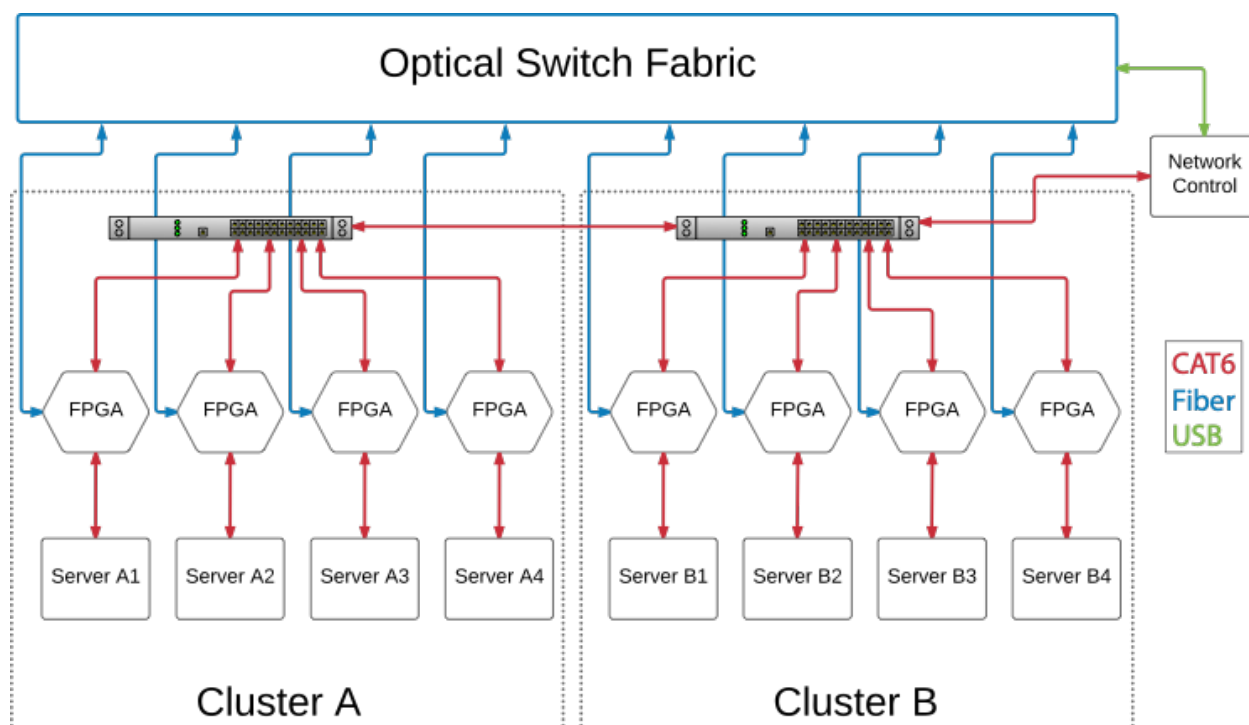 Optical Switch Fabric
Network
Control
FPGA FPGA FPGA FPGA FPGA FPGA FPGA FPGA
CAT6
Fiber
USB
Server A1 Server A2 Server A3 Server A4 Server B1 Server B2 Server B3 Server B4
Cluster A Cluster B